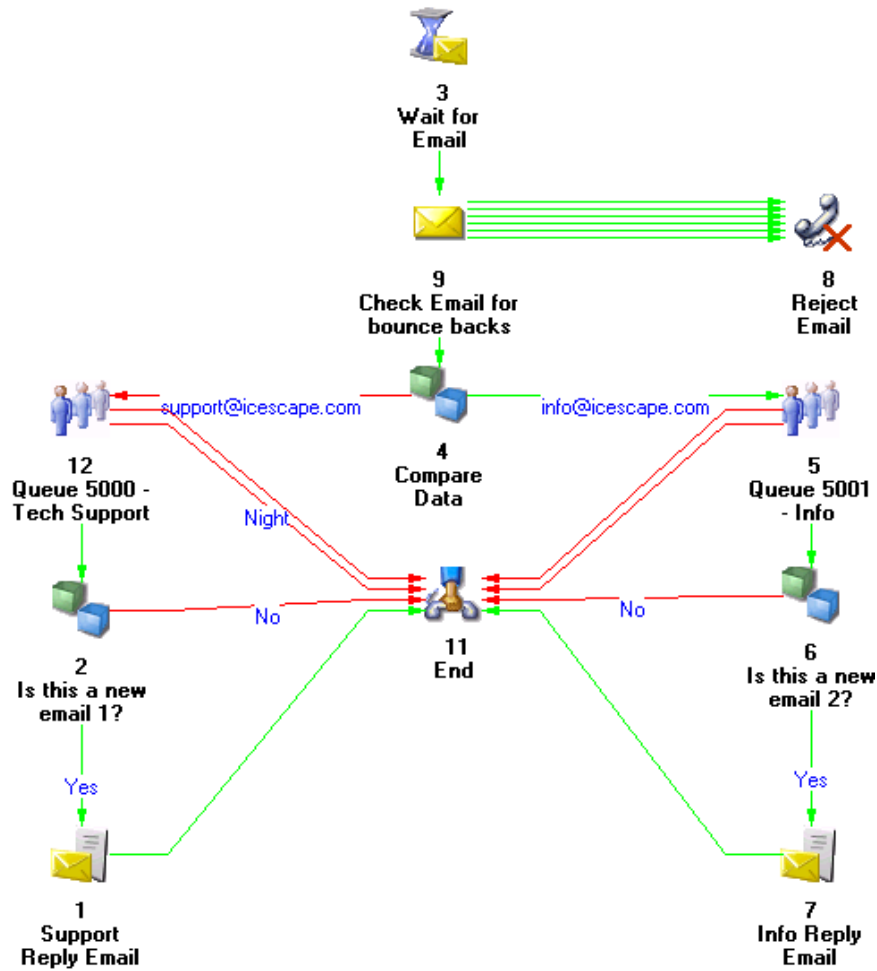 3
Wait for
Email
9
Check Email for
bounce backs
8
Reject
Email
support@icescape.com
info@icescape.com
12
Queue 5000 -
Tech Support
4
Compare
Data
5
Queue 5001
- Info
Night
No
No
2
Is this a new
email 1?
11
End
6
Is this a new
email 2?
Yes
Yes
1
Support
Reply Email
7
Info Reply
Email